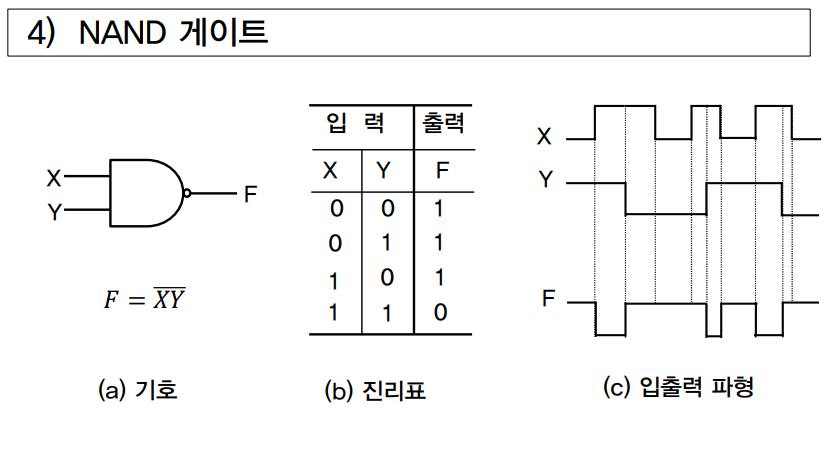 4) NAND 게이트
X
Y
F
F = \overline{XY}
(a) 기호
입 력 출력
X Y F
0 0 1
0 1 1
1 0 1
1 1 0
(b) 진리표
X
Y
F
(c) 입출력 파형